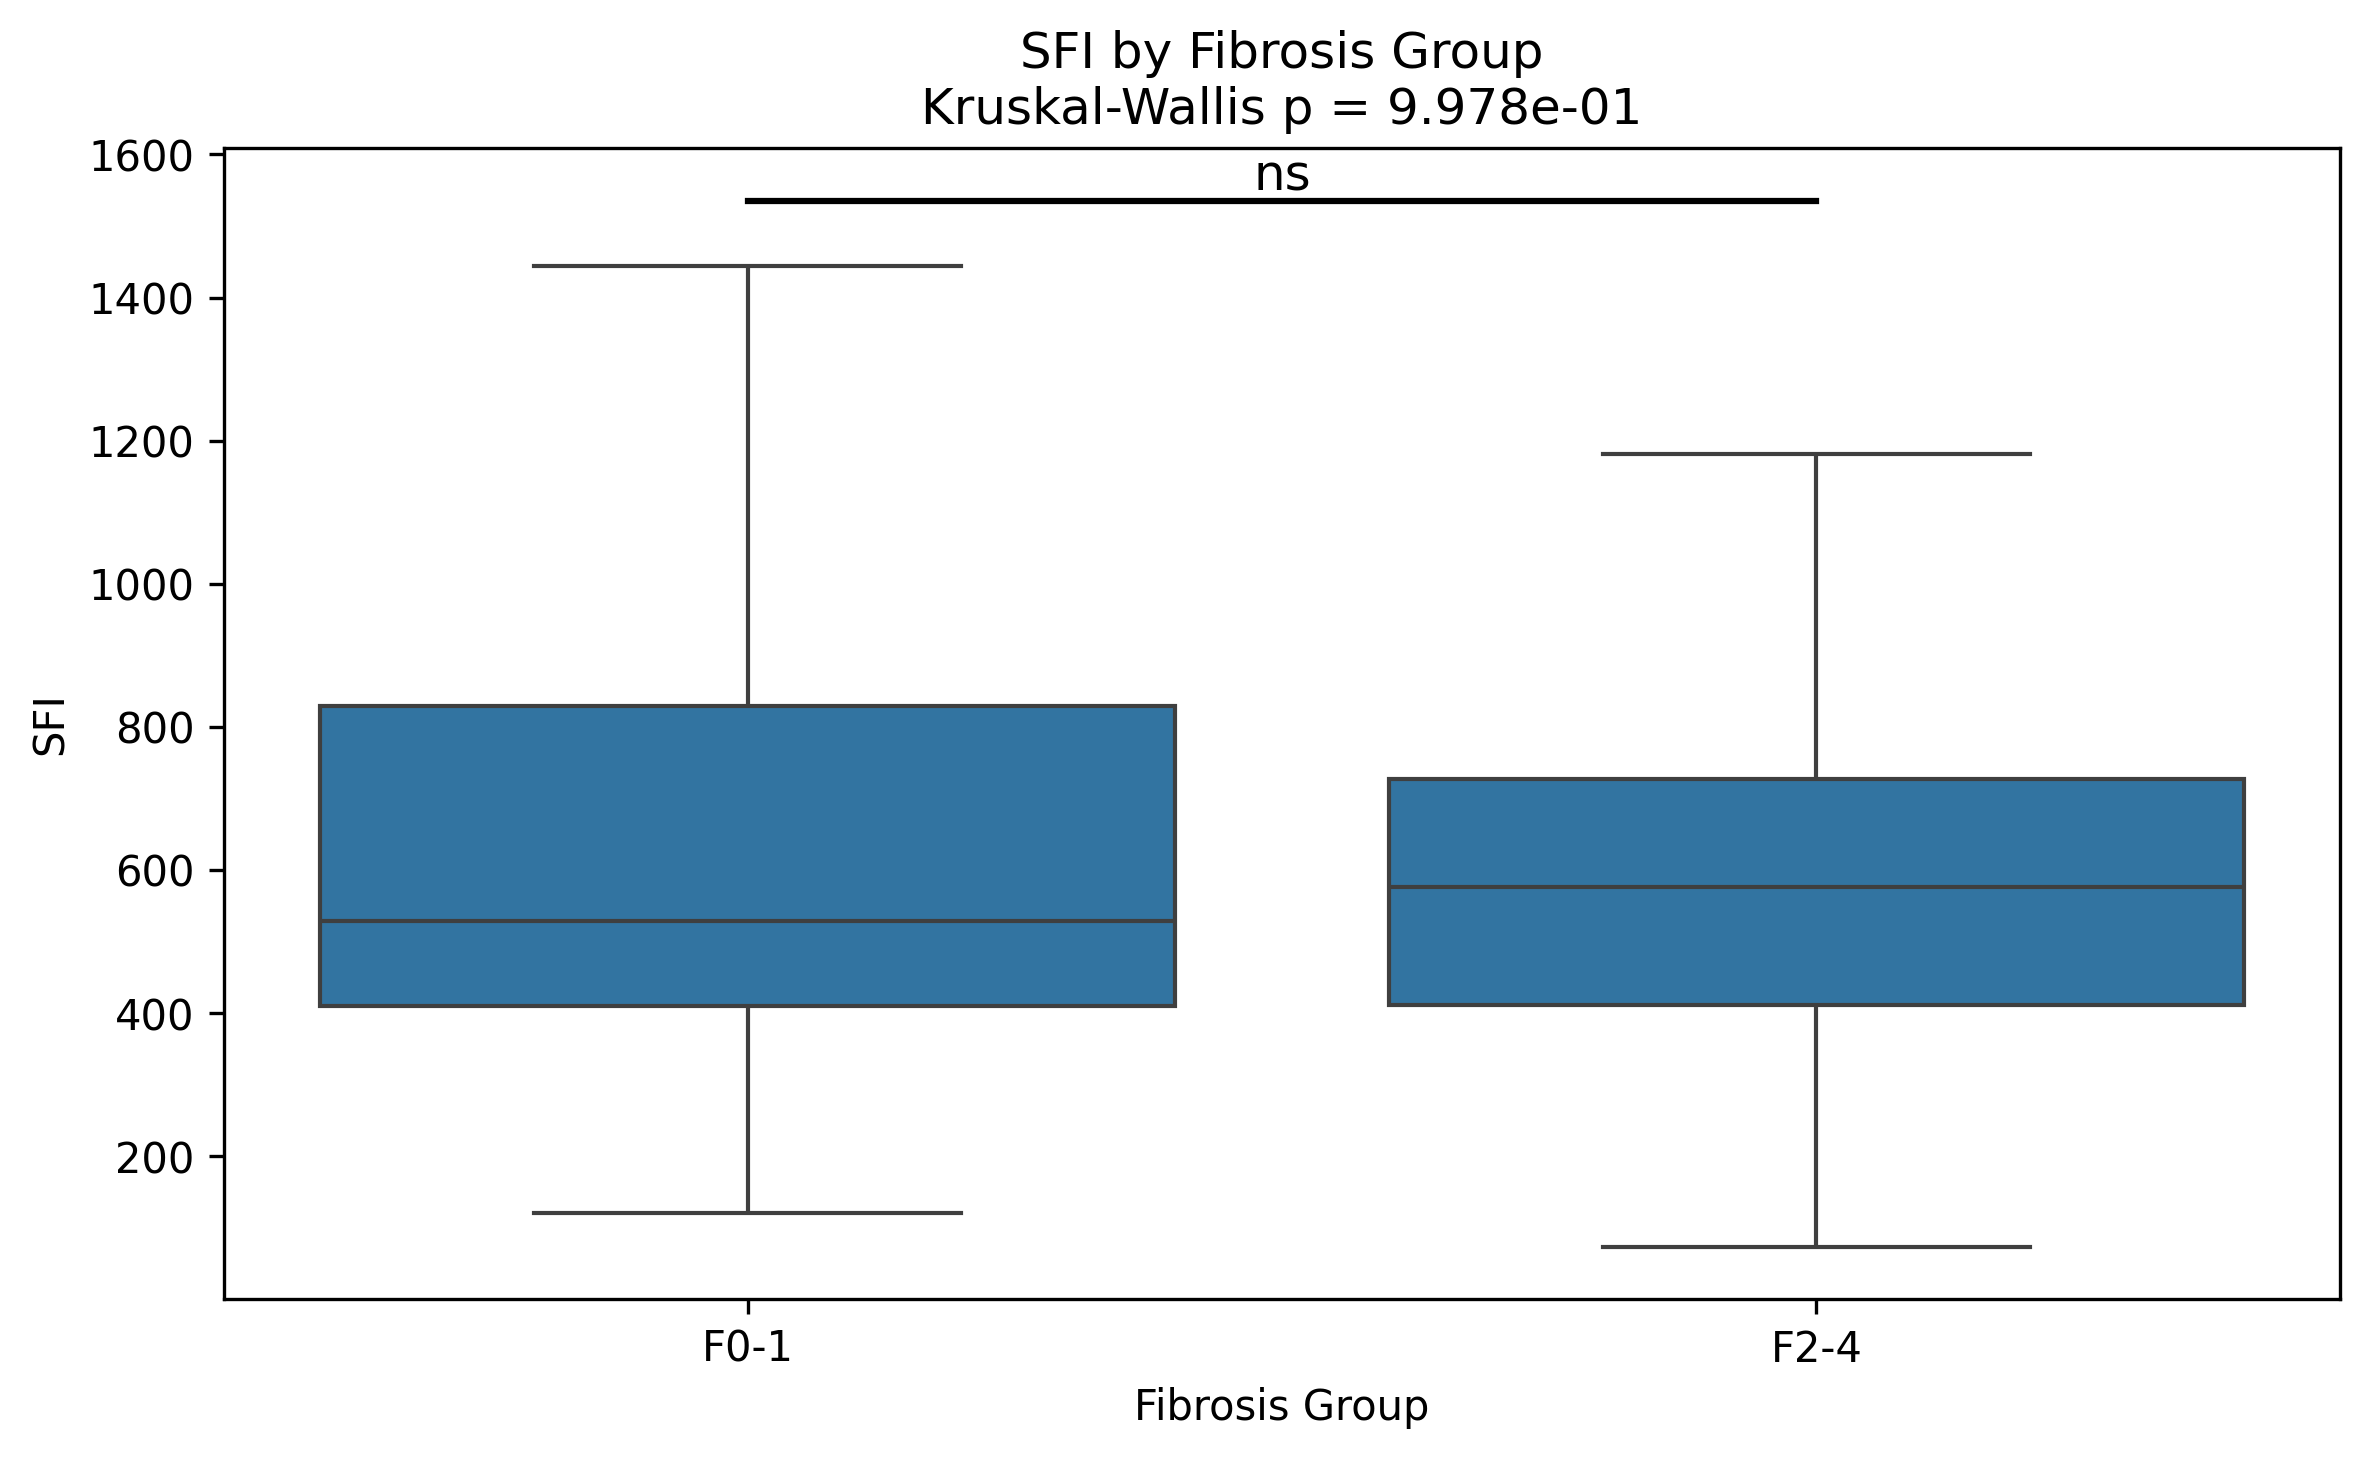 SFI by Fibrosis Group
Kruskal-Wallis p = 9.978e-01
ns
1600
1400
1200
1000
800
600
400
200
SFI
F0-1
F2-4
Fibrosis Group